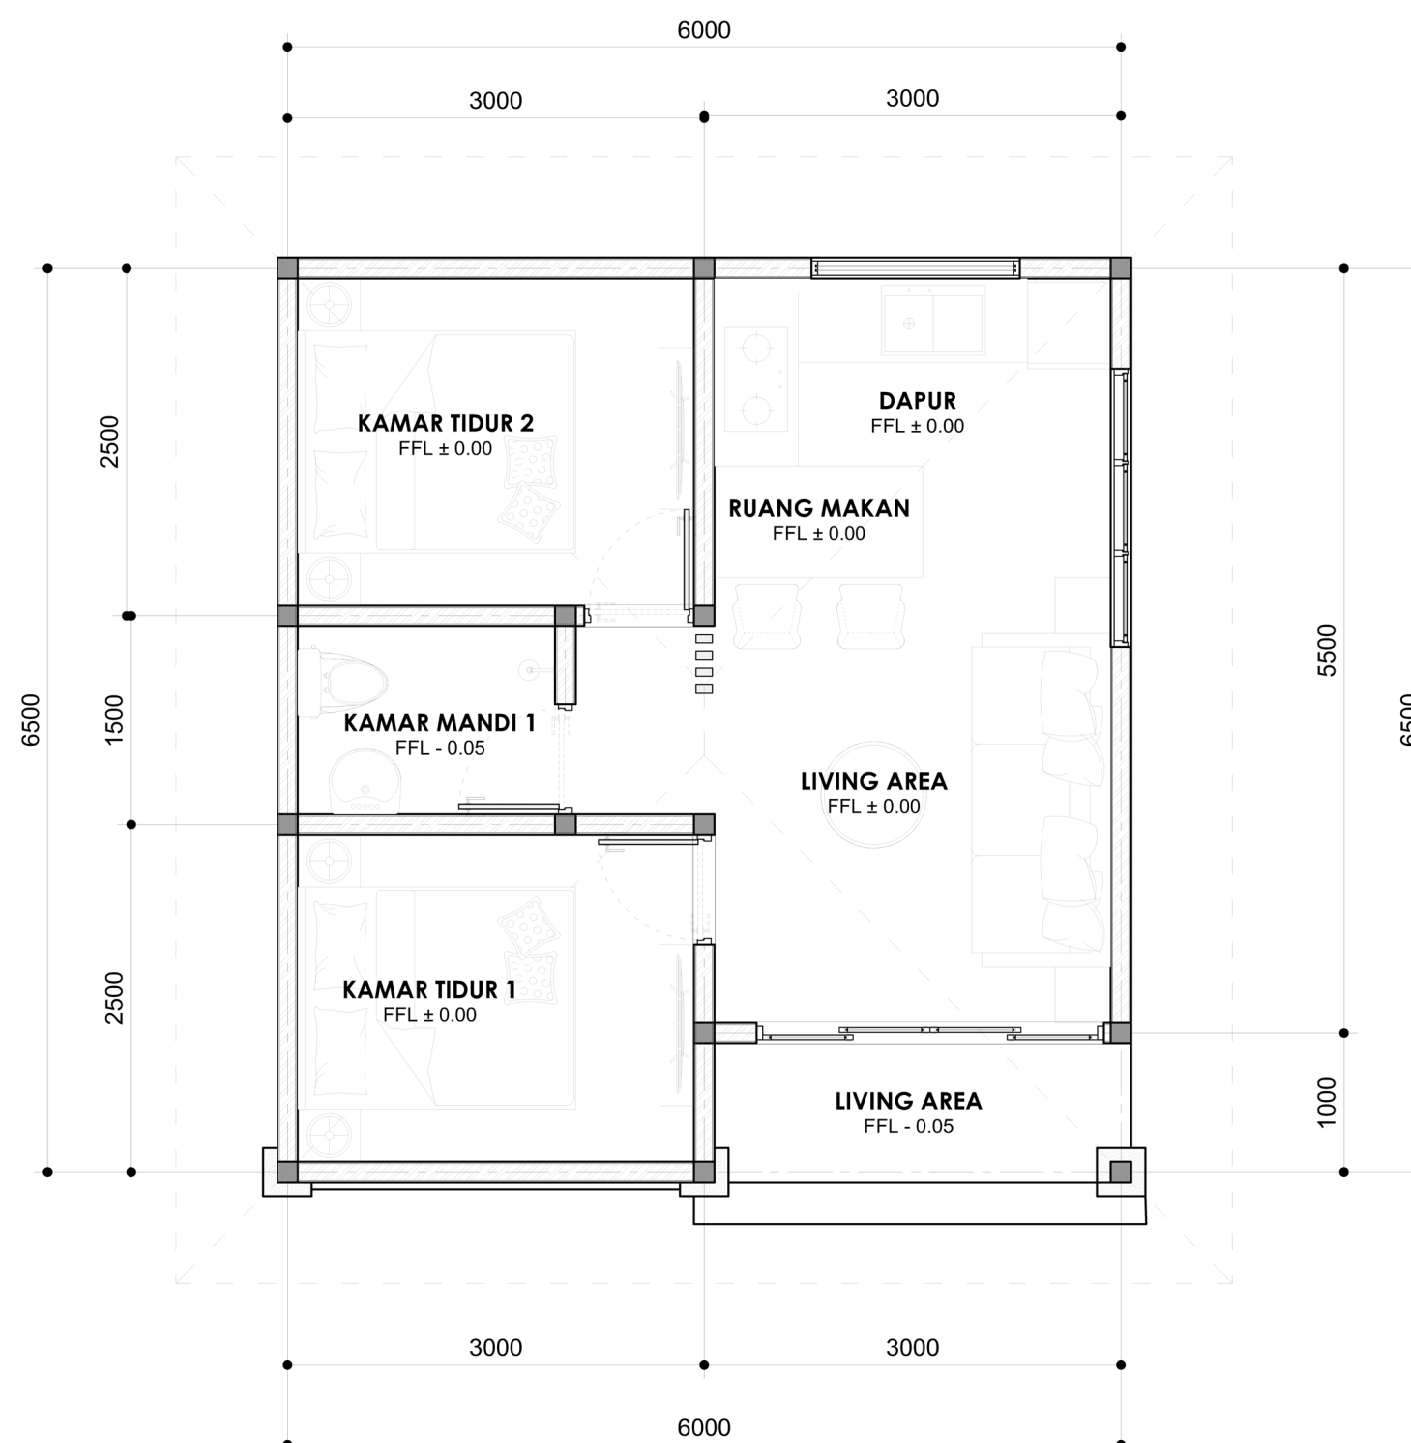 6000
3000
3000
2500
KAMAR TIDUR 2
FFL ± 0.00
DAPUR
FFL ± 0.00
RUANG MAKAN
FFL ± 0.00
5500
6500
1500
KAMAR MANDI 1
FFL - 0.05
6500
LIVING AREA
FFL ± 0.00
2500
KAMAR TIDUR 1
FFL ± 0.00
LIVING AREA
FFL - 0.05
1000
3000
3000
6000